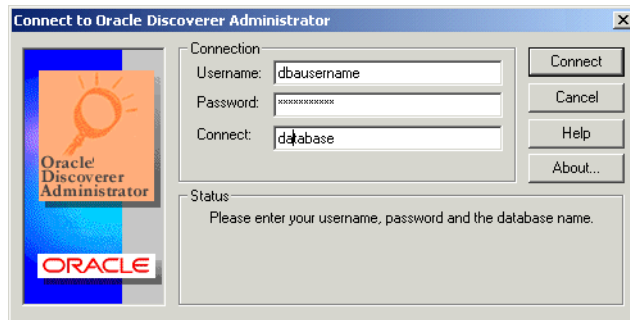 Connect to Oracle Discoverer Administrator
Connection
Username: dbausername
Password: ***********
Connect: database
Connect
Cancel
Help
About...
Oracle'
Discoverer
Administrator
ORACLE
Status
Please enter your username, password and the database name.